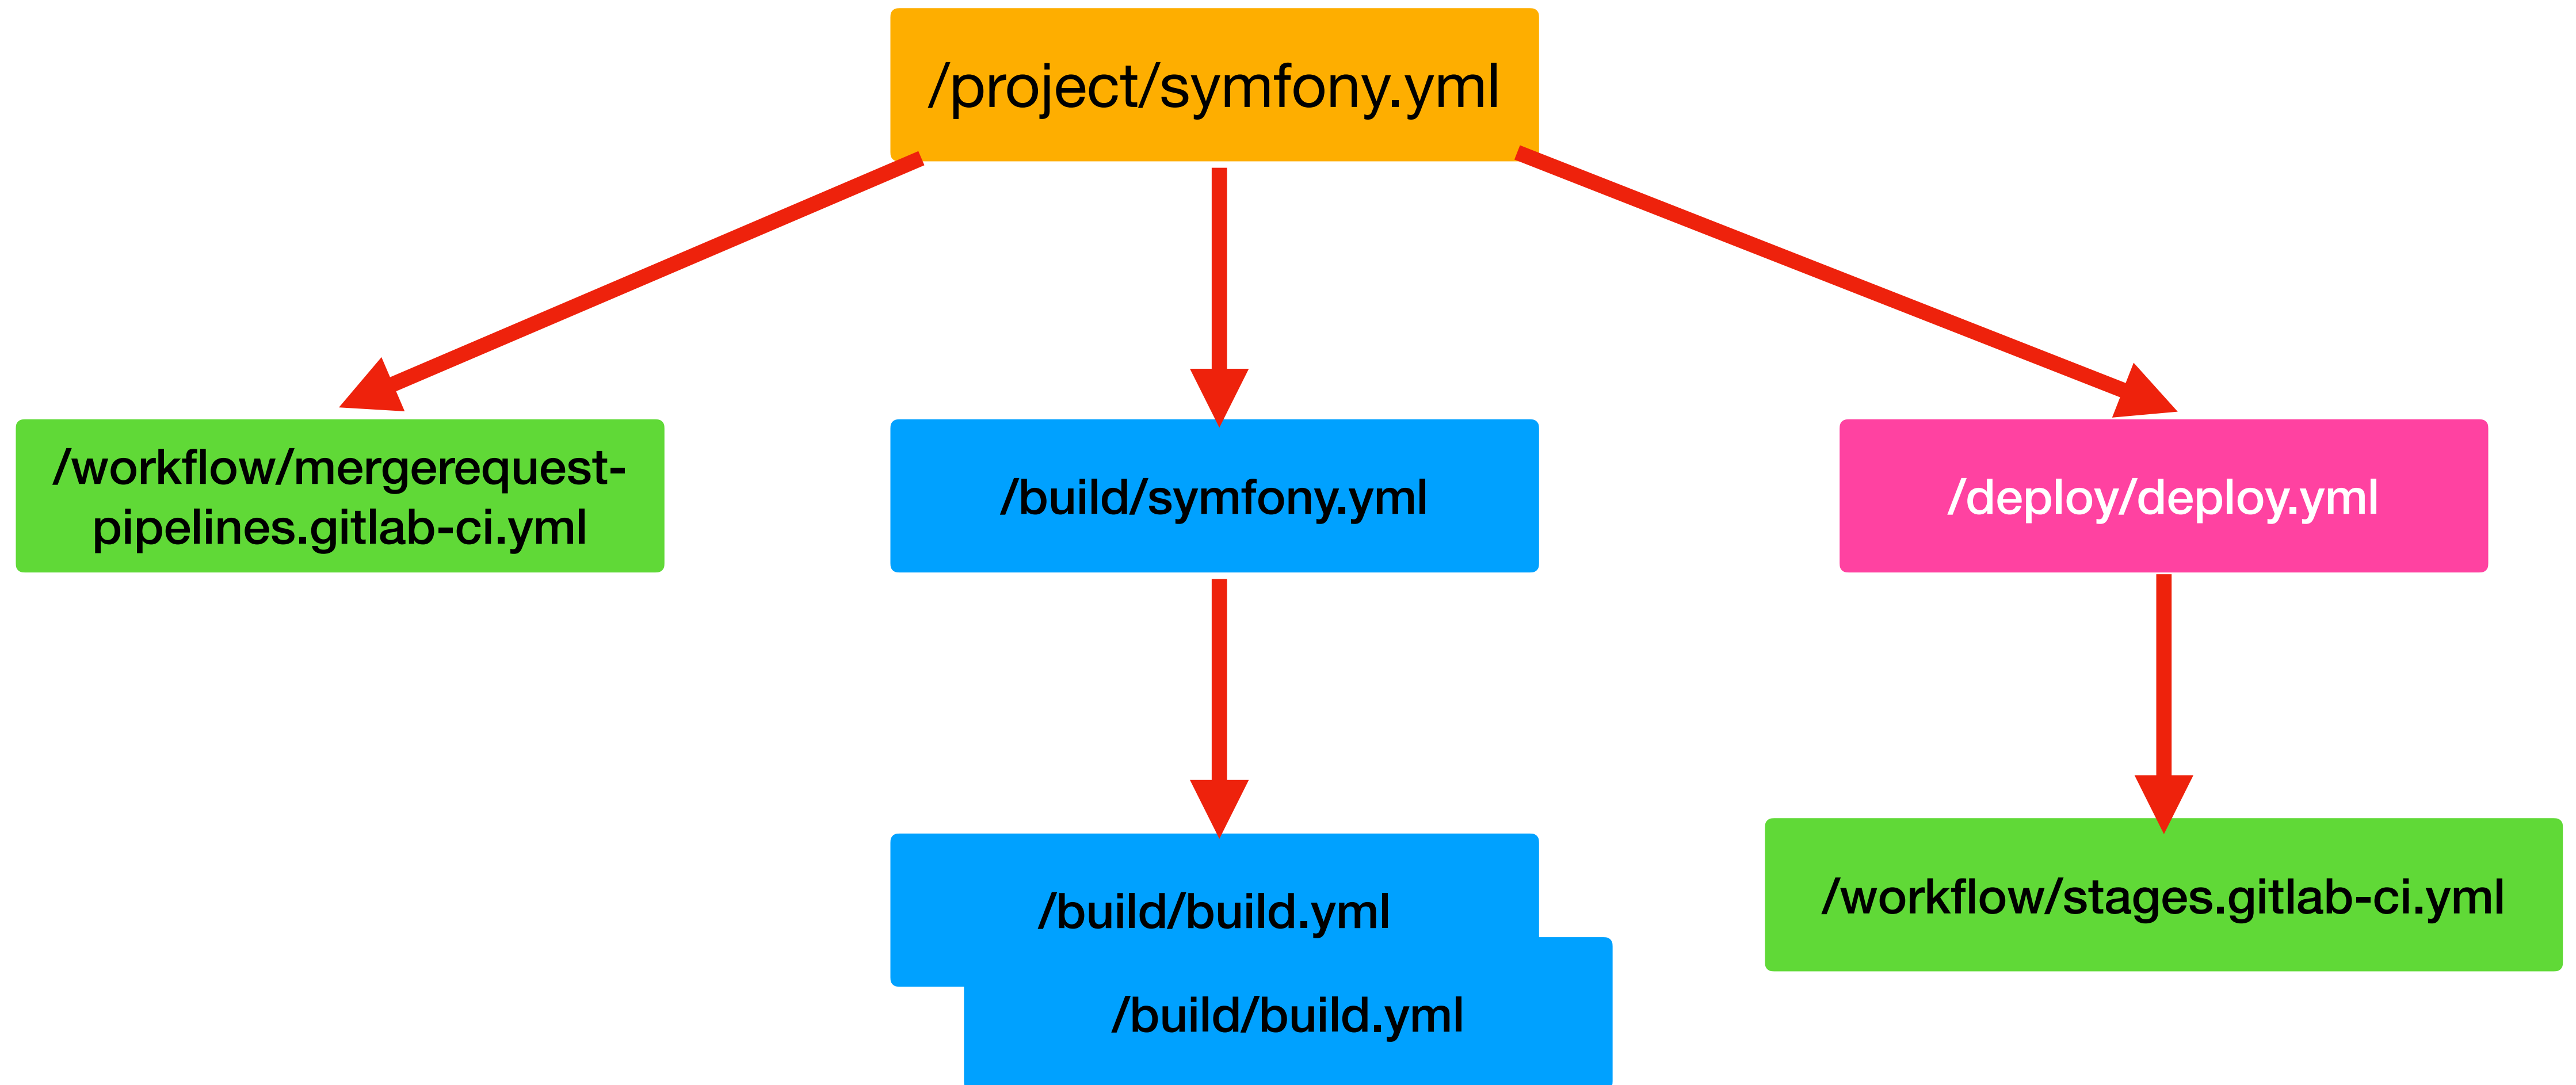 /project/symfony.yml
/workflow/mergerequest-
pipelines.gitlab-ci.yml
/build/symfony.yml
/deploy/deploy.yml
/build/build.yml
/workflow/stages.gitlab-ci.yml
/build/build.yml